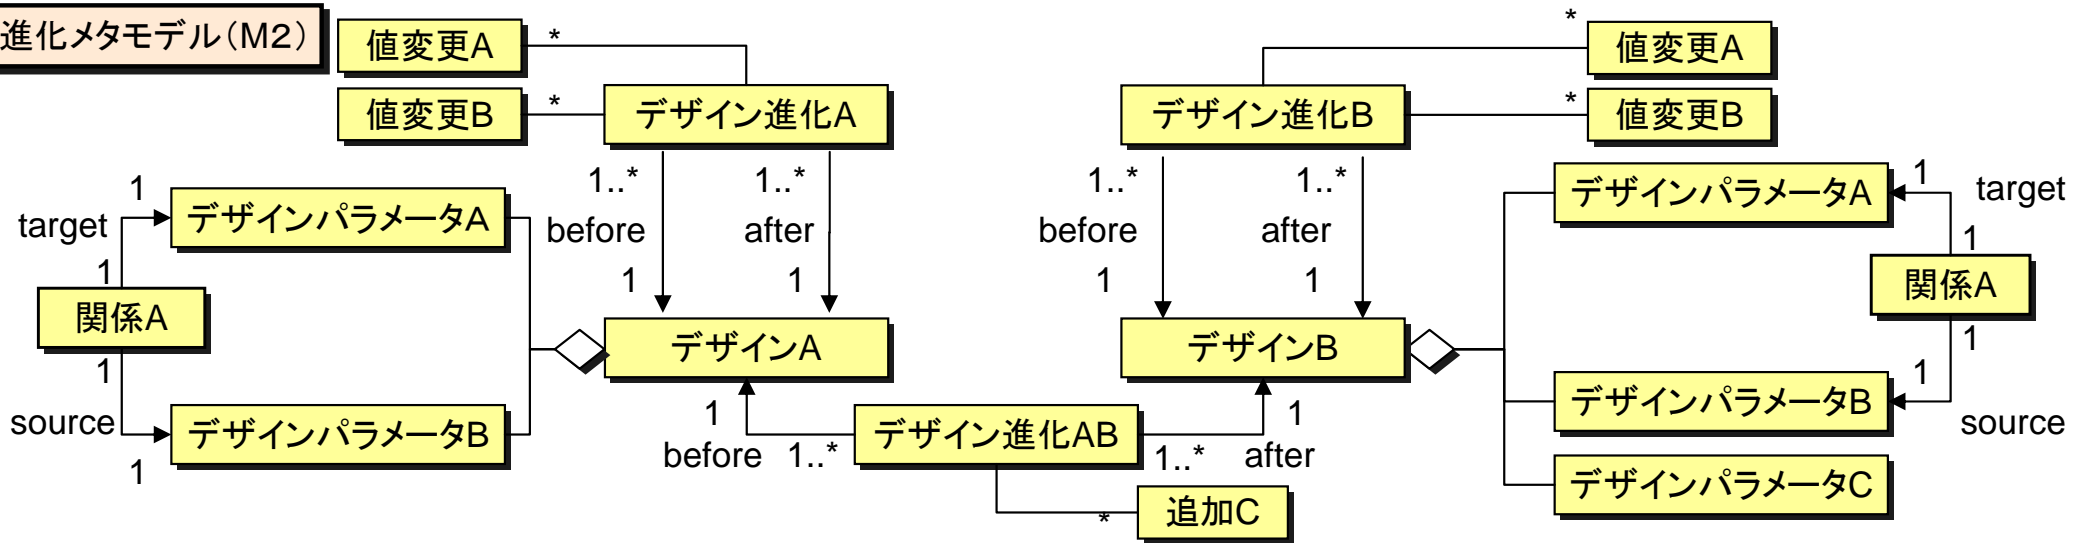 進化メタモデル(M2)
値変更A
*
*
値変更A
値変更B
*
デザイン進化A
デザイン進化B
*
値変更B
1..*
1..*
1..*
1..*
1
デザインパラメータA
デザインパラメータA
1
target
target
before
after
before
after
1
1
1
1
1
1
関係A
関係A
デザインA
デザインB
1
1
source
1
デザインパラメータB
デザインパラメータB
1
source
1
before
1..*
デザイン進化AB
1..*
1
after
1
デザインパラメータC
*
追加C